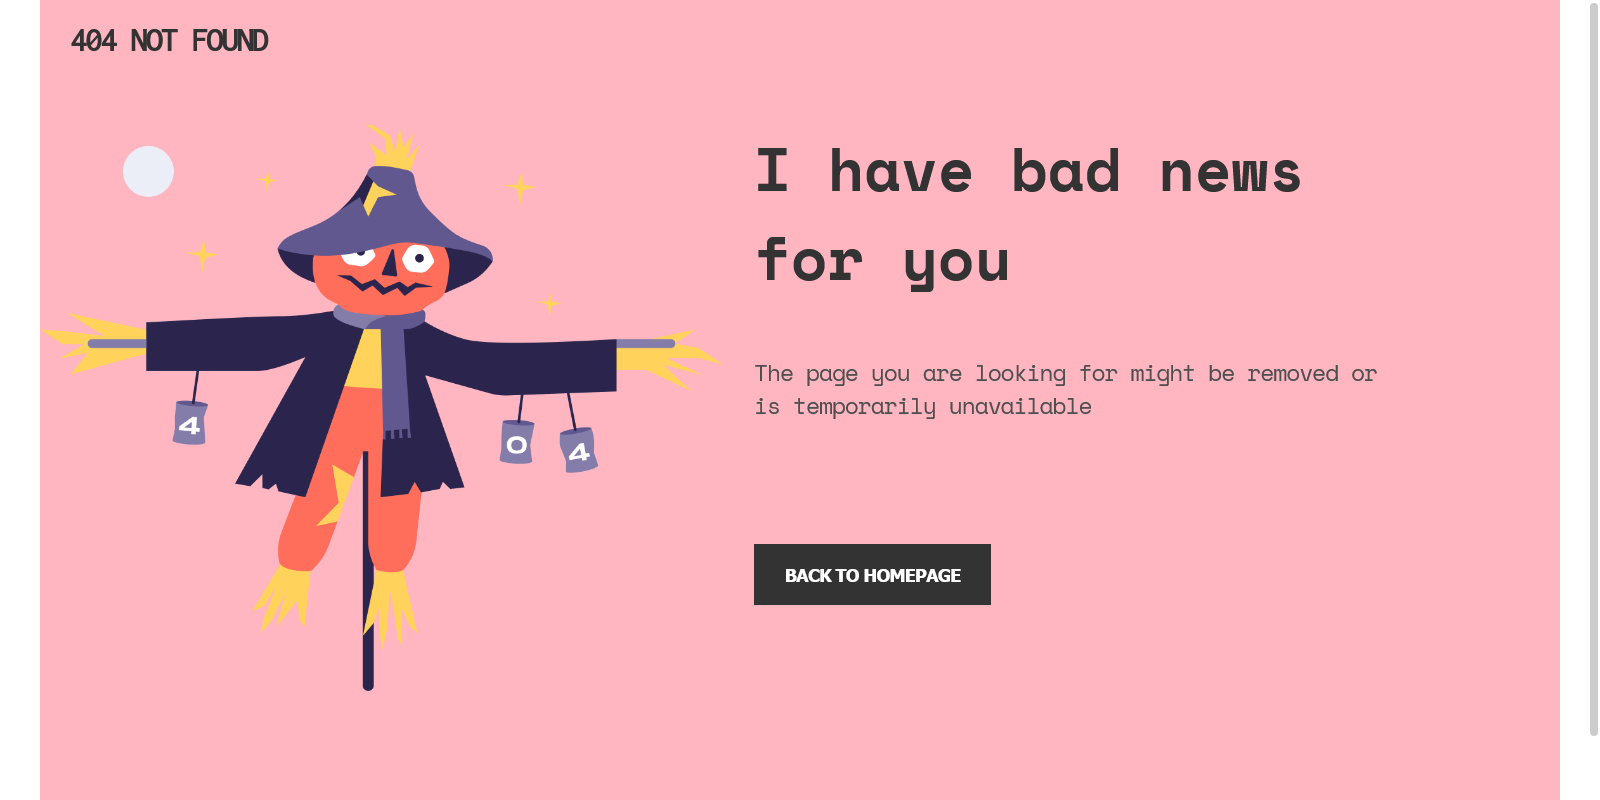 404 NOT FOUND
I have bad news
for you
The page you are looking for might be removed or
is temporarily unavailable
4
0
4
BACK TO HOMEPAGE